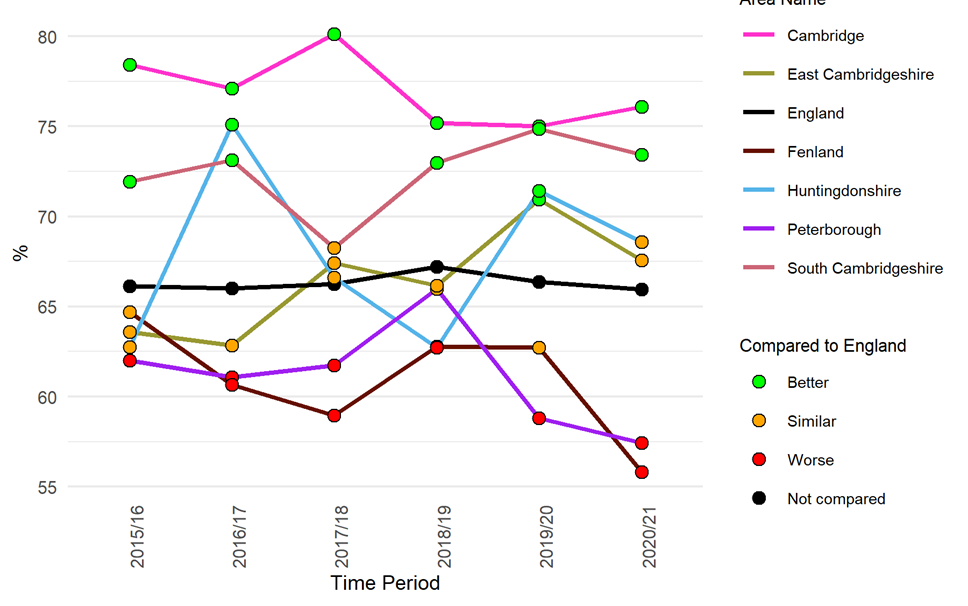 Area Name
80
75
70
65
60
55
%
2015/16
2016/17
2017/18
2018/19
2019/20
2020/21
Time Period
Cambridge
East Cambridgeshire
England
Fenland
Huntingdonshire
Peterborough
South Cambridgeshire
Compared to England
Better
Similar
Worse
Not compared